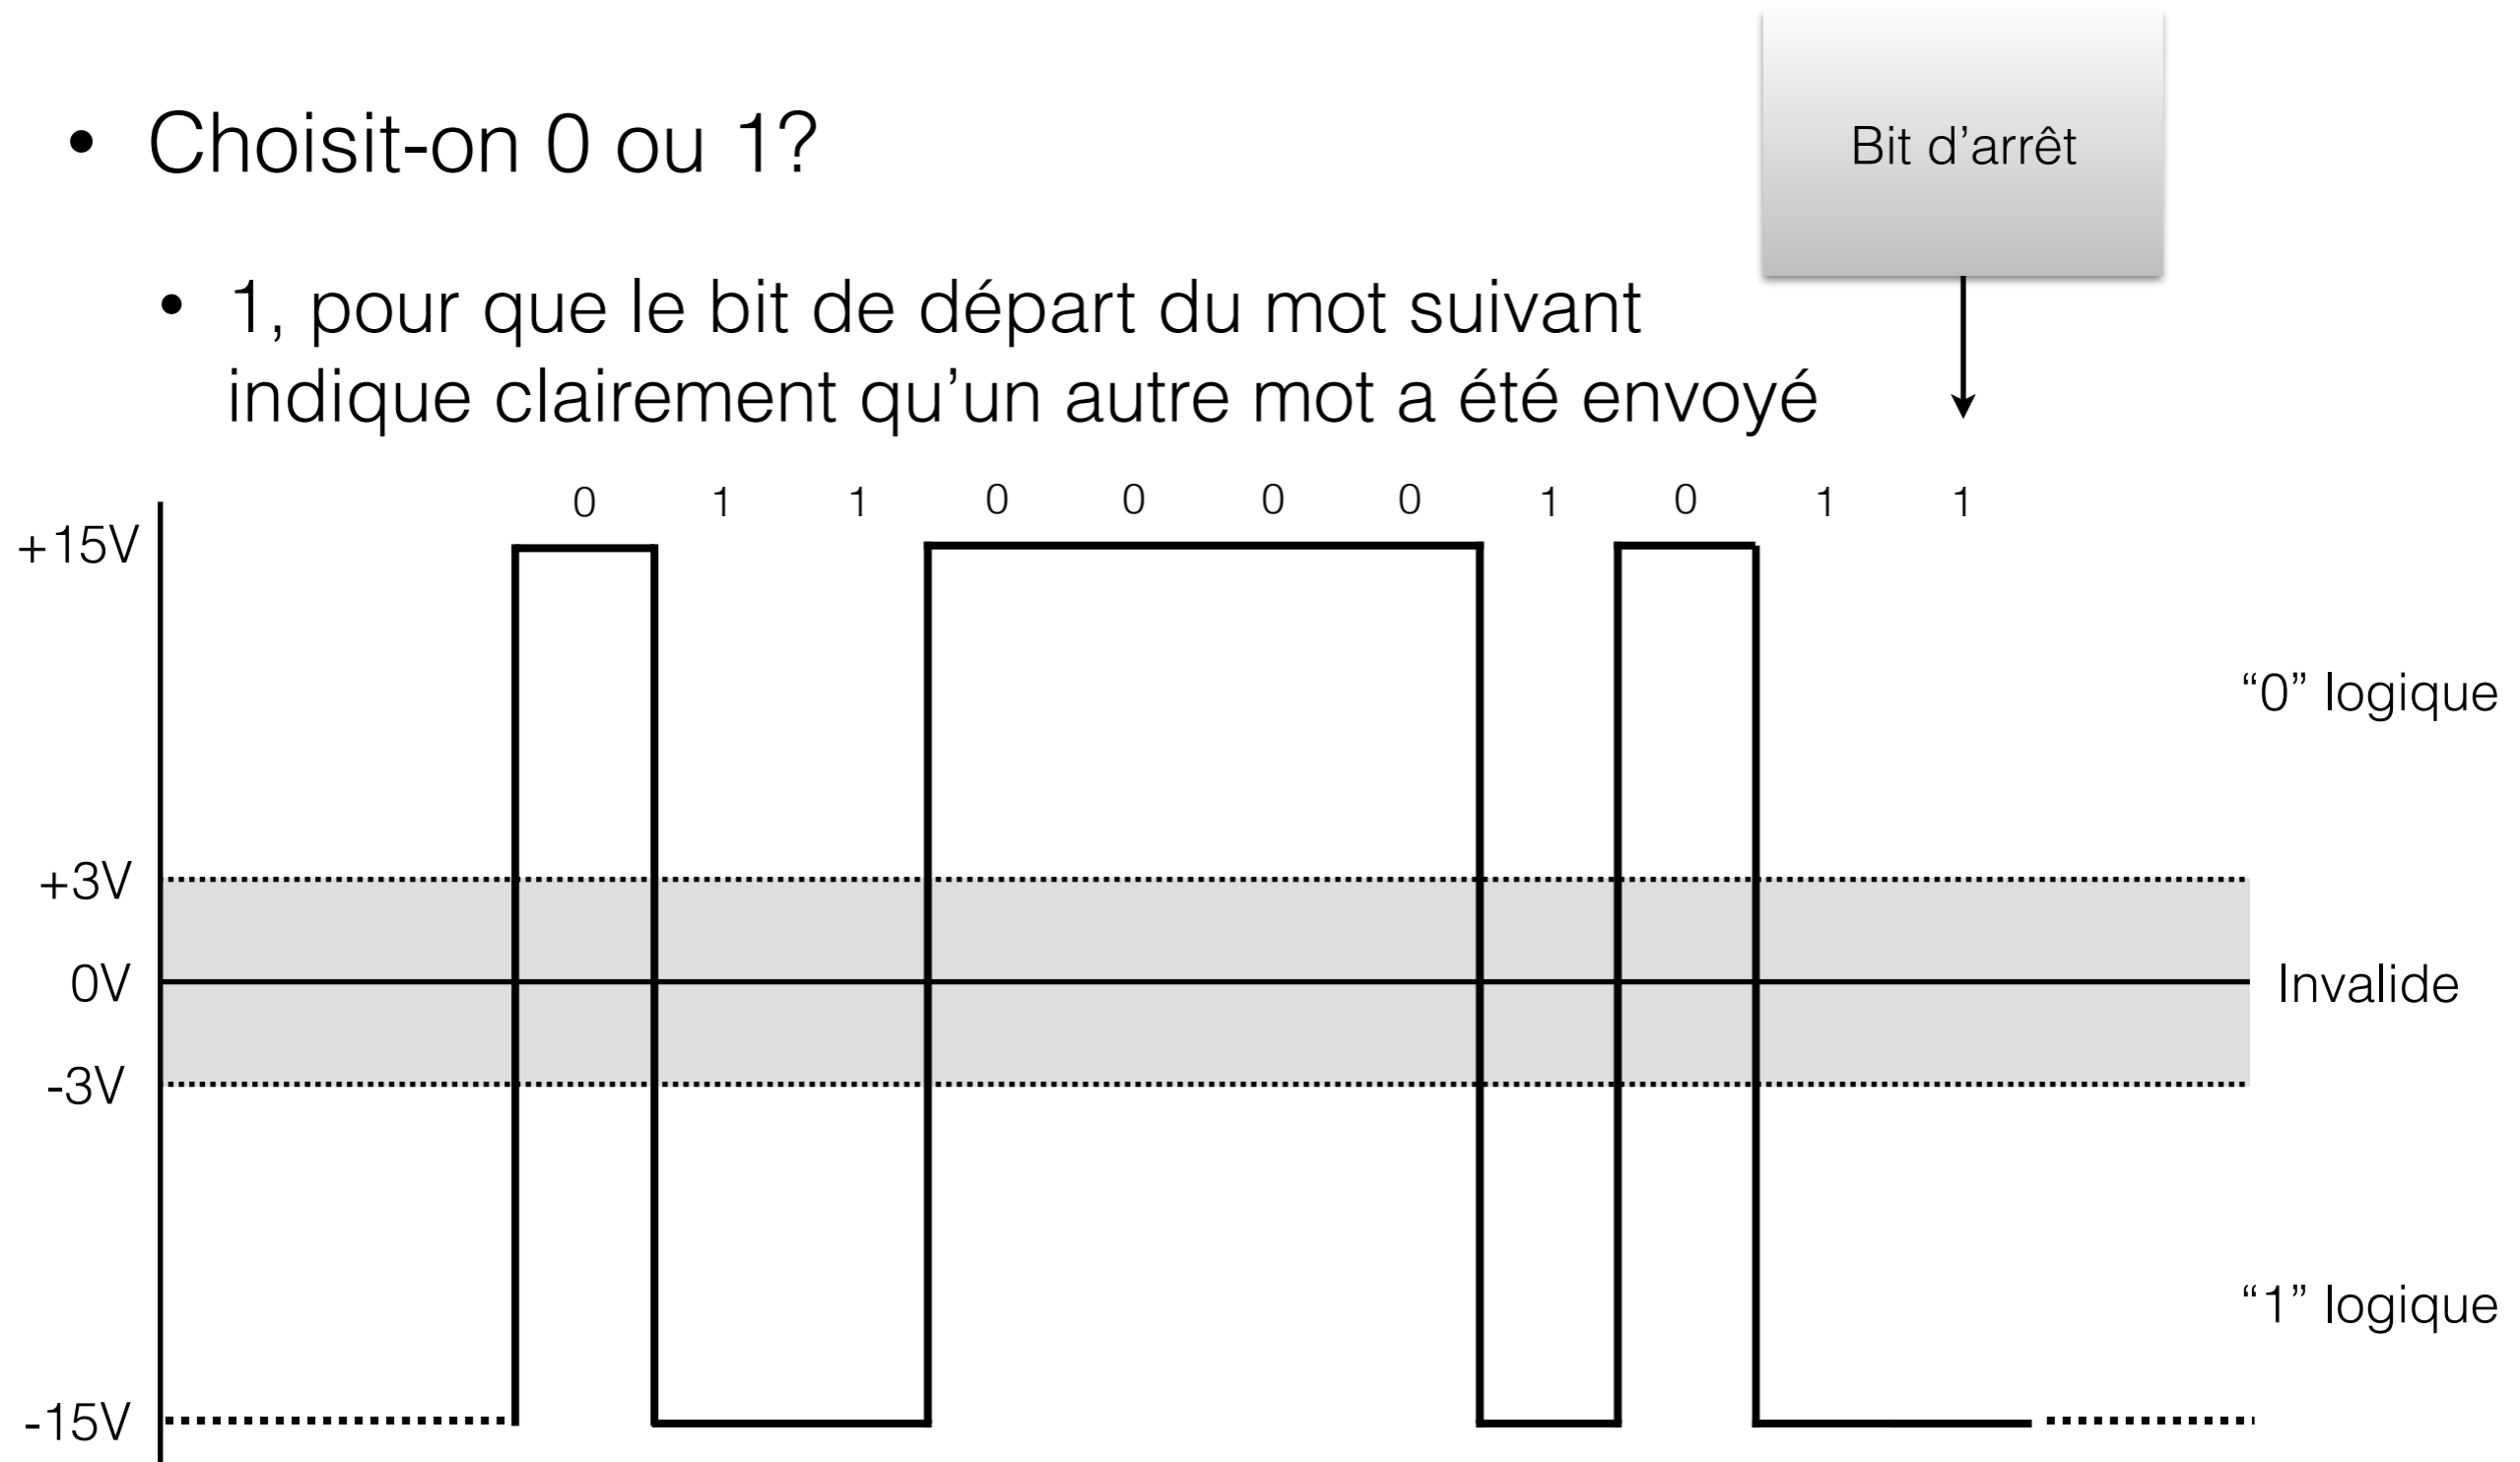 Bit d’arrêt
• Choisit-on 0 ou 1?
• 1, pour que le bit de départ du mot suivant
indique clairement qu’un autre mot a été envoyé
0 1 1 0 0 0 0 1 0 1 1
+15V
“0” logique
+3V
0V
Invalide
-3V
“1” logique
-15V